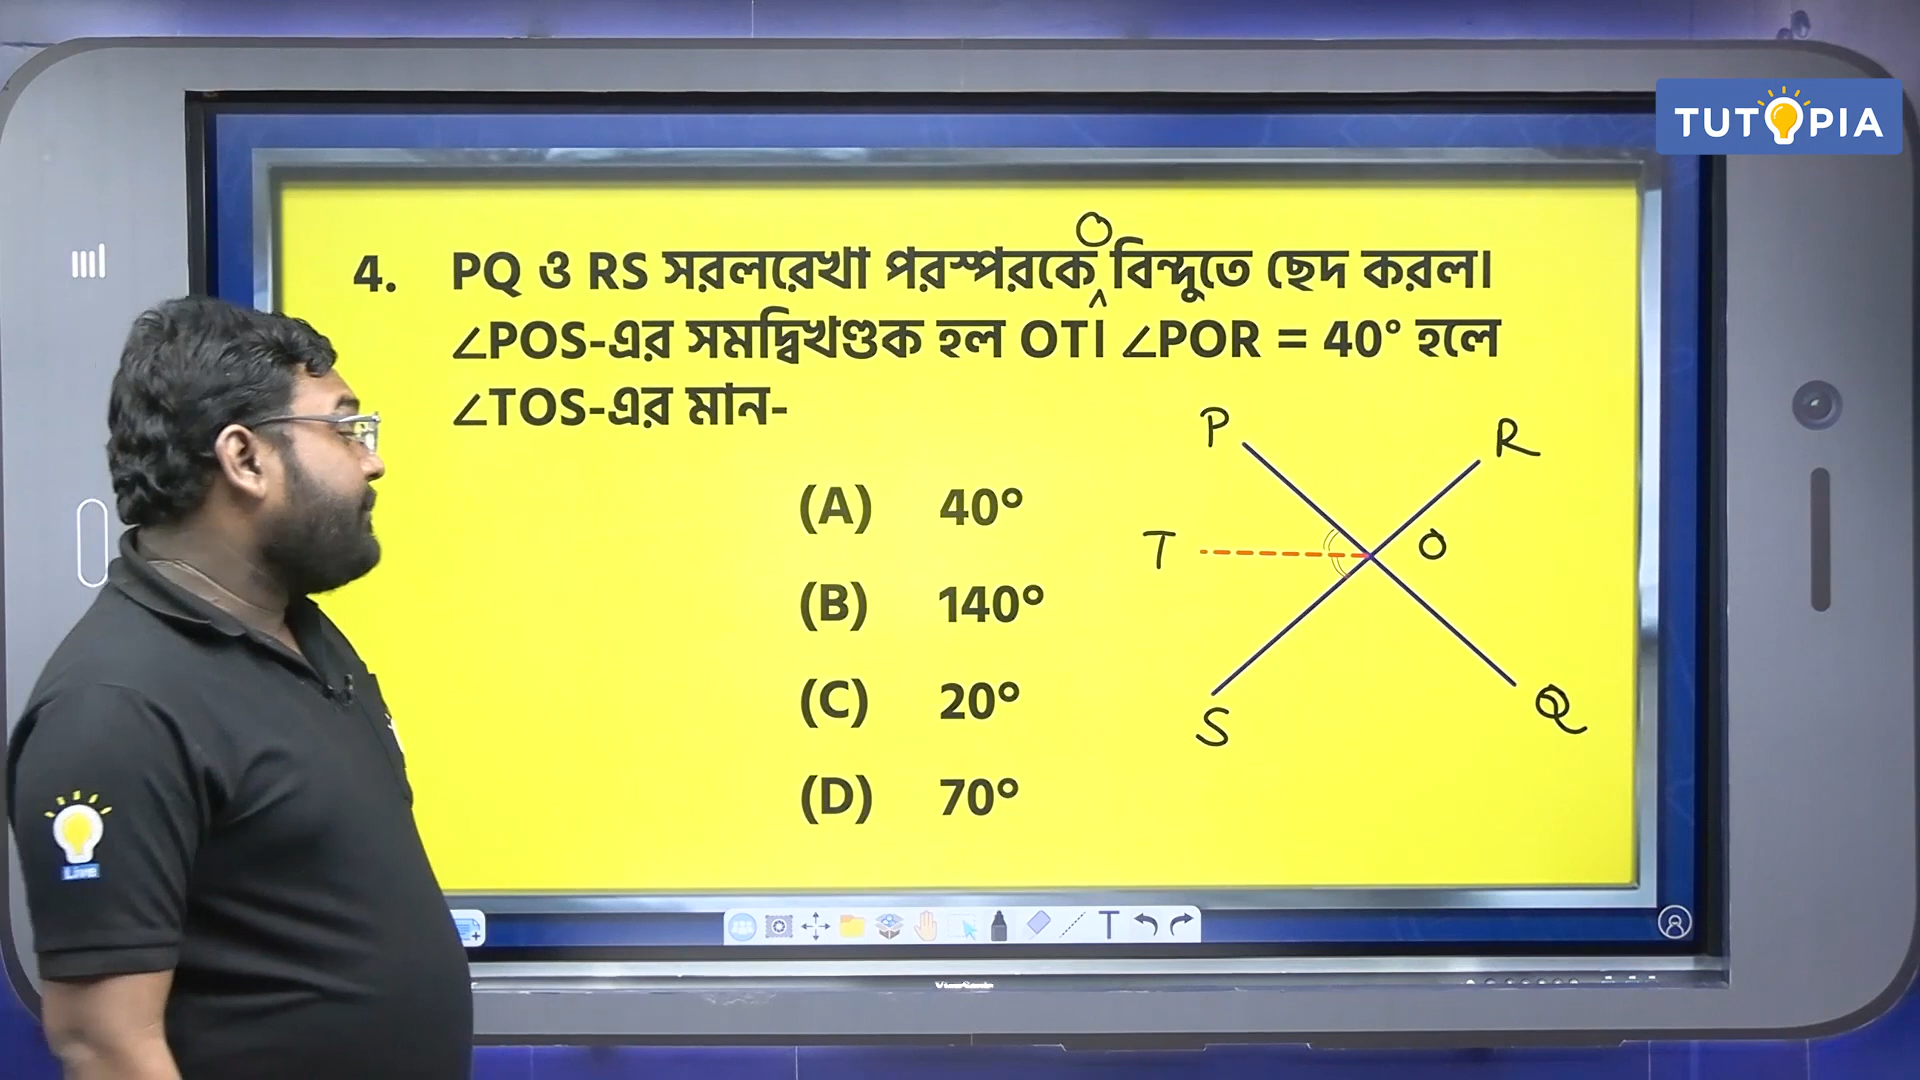 TUTOPIA
O
4. PQ ও RS সরলরেখা পরস্পরকে ^ বিন্দুতে ছেদ করল।
∠POS-এর সমদ্বিখণ্ডক হল OT। ∠POR = 40° হলে
∠TOS-এর মান-
P
R
(A) 40°
T
O
(B) 140°
(C) 20°
S
Q
(D) 70°
Live
T
ViewSonic